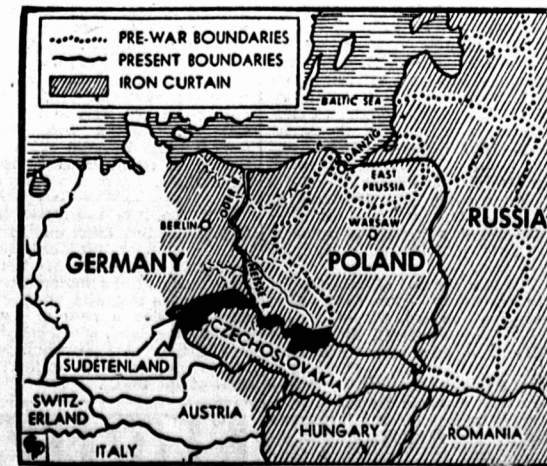 PRE-WAR BOUNDARIES
PRESENT BOUNDARIES
IRON CURTAIN
BALTIC SEA
DANZIG
EAST
PRUSSIA
RUSSIA
ODER R.
BERLIN
WARSAW
GERMANY
POLAND
NEISSE R.
CZECHOSLOVAKIA
SUDETENLAND
SWITZ-
ERLAND
AUSTRIA
HUNGARY
ROMANIA
ITALY